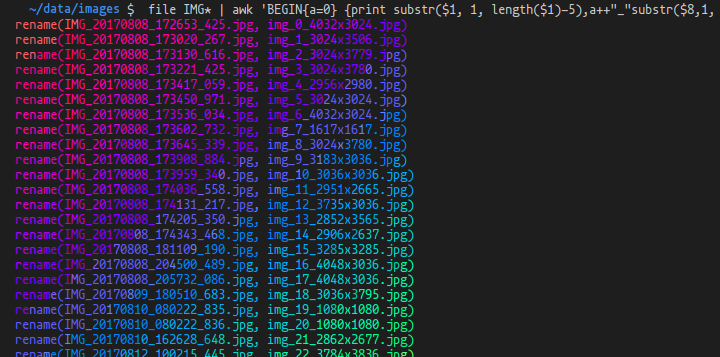 ~/data/images $ file IMG* | awk 'BEGIN{a=0} {print substr($1, 1, length($1)-5),a++"_"substr($8,1,
rename(IMG_20170808_172653_425.jpg, img_0_4032x3024.jpg)
rename(IMG_20170808_173020_267.jpg, img_1_3024x3506.jpg)
rename(IMG_20170808_173130_616.jpg, img_2_3024x3779.jpg)
rename(IMG_20170808_173221_425.jpg, img_3_3024x3780.jpg)
rename(IMG_20170808_173417_059.jpg, img_4_2956x2980.jpg)
rename(IMG_20170808_173450_971.jpg, img_5_3024x3024.jpg)
rename(IMG_20170808_173536_034.jpg, img_6_4032x3024.jpg)
rename(IMG_20170808_173602_732.jpg, img_7_1617x1617.jpg)
rename(IMG_20170808_173645_339.jpg, img_8_3024x3780.jpg)
rename(IMG_20170808_173908_884.jpg, img_9_3183x3036.jpg)
rename(IMG_20170808_173959_340.jpg, img_10_3036x3036.jpg)
rename(IMG_20170808_174036_558.jpg, img_11_2951x2665.jpg)
rename(IMG_20170808_174131_217.jpg, img_12_3735x3036.jpg)
rename(IMG_20170808_174205_350.jpg, img_13_2852x3565.jpg)
rename(IMG_20170808_174343_468.jpg, img_14_2906x2637.jpg)
rename(IMG_20170808_181109_190.jpg, img_15_3285x3285.jpg)
rename(IMG_20170808_204500_489.jpg, img_16_4048x3036.jpg)
rename(IMG_20170808_205732_086.jpg, img_17_4048x3036.jpg)
rename(IMG_20170809_180510_683.jpg, img_18_3036x3795.jpg)
rename(IMG_20170810_080222_835.jpg, img_19_1080x1080.jpg)
rename(IMG_20170810_080222_836.jpg, img_20_1080x1080.jpg)
rename(IMG_20170810_162628_648.jpg, img_21_2862x2677.jpg)
rename(IMG_20170812_100215_445.jpg, img_22_3784x3836.jpg)